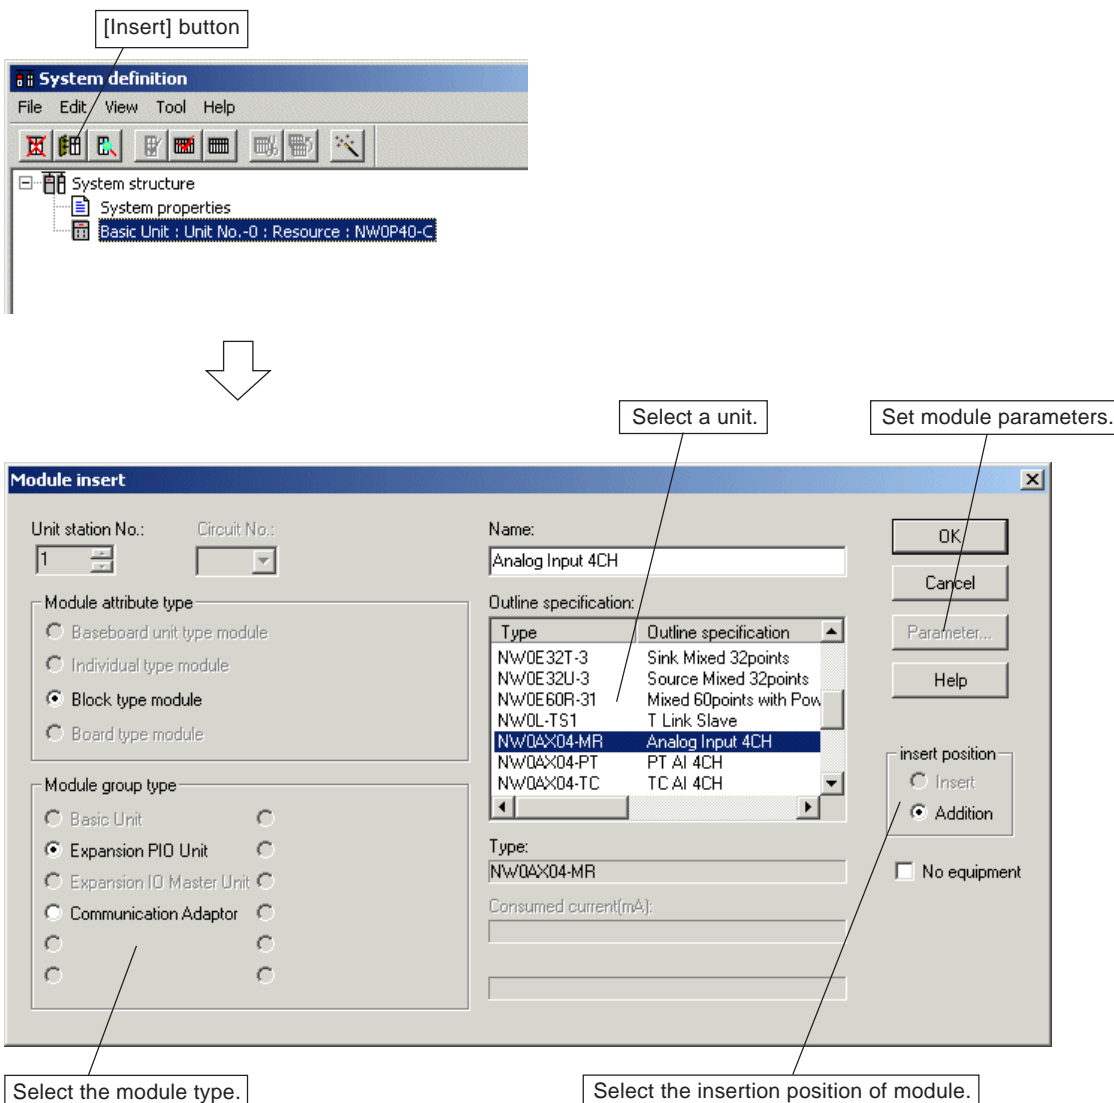 [Insert] button
System definition
File Edit View Tool Help
System structure
System properties
Basic Unit : Unit No.-0 : Resource : NW0P40-C
Select a unit.
Set module parameters.
Module insert
Unit station No.:
Circuit No.:
1
Module attribute type
Baseboard unit type module
Individual type module
Block type module
Board type module
Module group type
Basic Unit
Expansion PIO Unit
Expansion IO Master Unit
Communication Adaptor
Name:
Analog Input 4CH
Outline specification:
Type Outline specification
NW0E32T-3 Sink Mixed 32points
NW0E32U-3 Source Mixed 32points
NW0E60R-31 Mixed 60points with Pow
NW0L-TS1 T Link Slave
NW0AX04-MR Analog Input 4CH
NW0AX04-PT PT AI 4CH
NW0AX04-TC TC AI 4CH
Type:
NW0AX04-MR
Consumed current(mA):
OK
Cancel
Parameter...
Help
insert position
Insert
Addition
No equipment
Select the module type.
Select the insertion position of module.